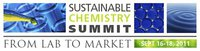 SUSTAINABLE
CHEMISTRY
SUMMIT
FROM LAB TO MARKET
SEPT 16-18, 2011